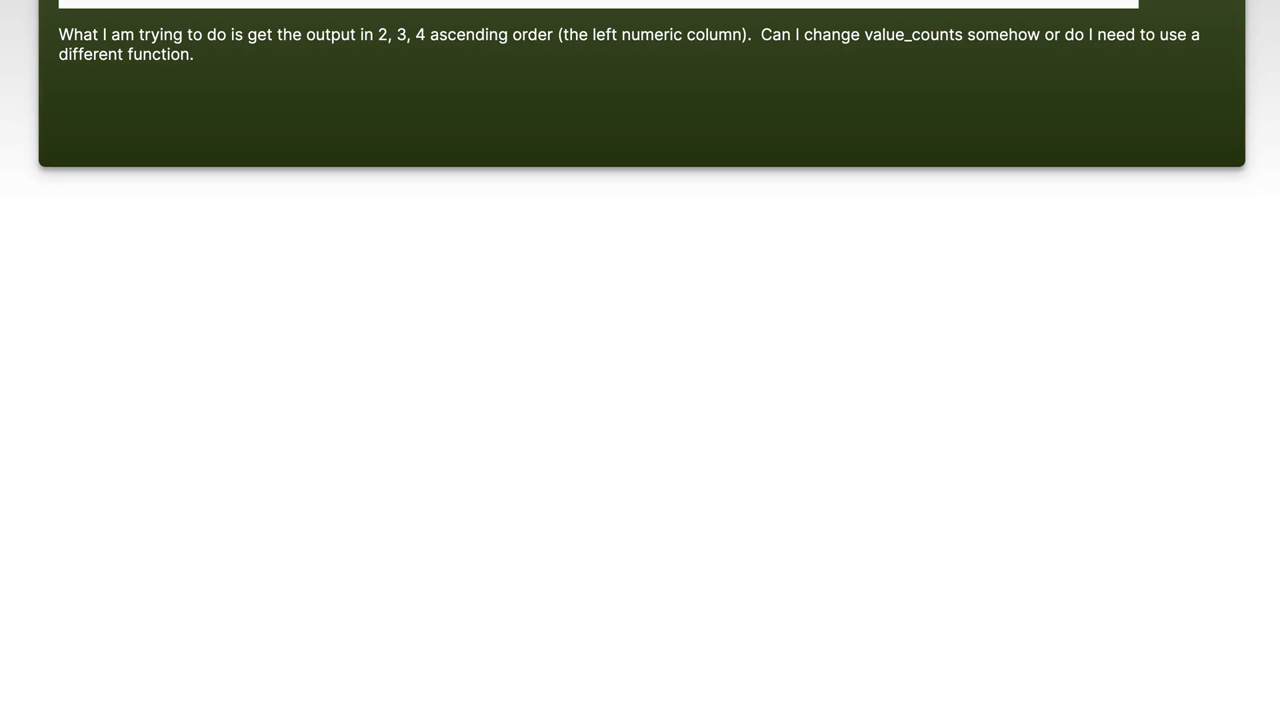 What I am trying to do is get the output in 2, 3, 4 ascending order (the left numeric column).  Can I change value_counts somehow or do I need to use a
different function.